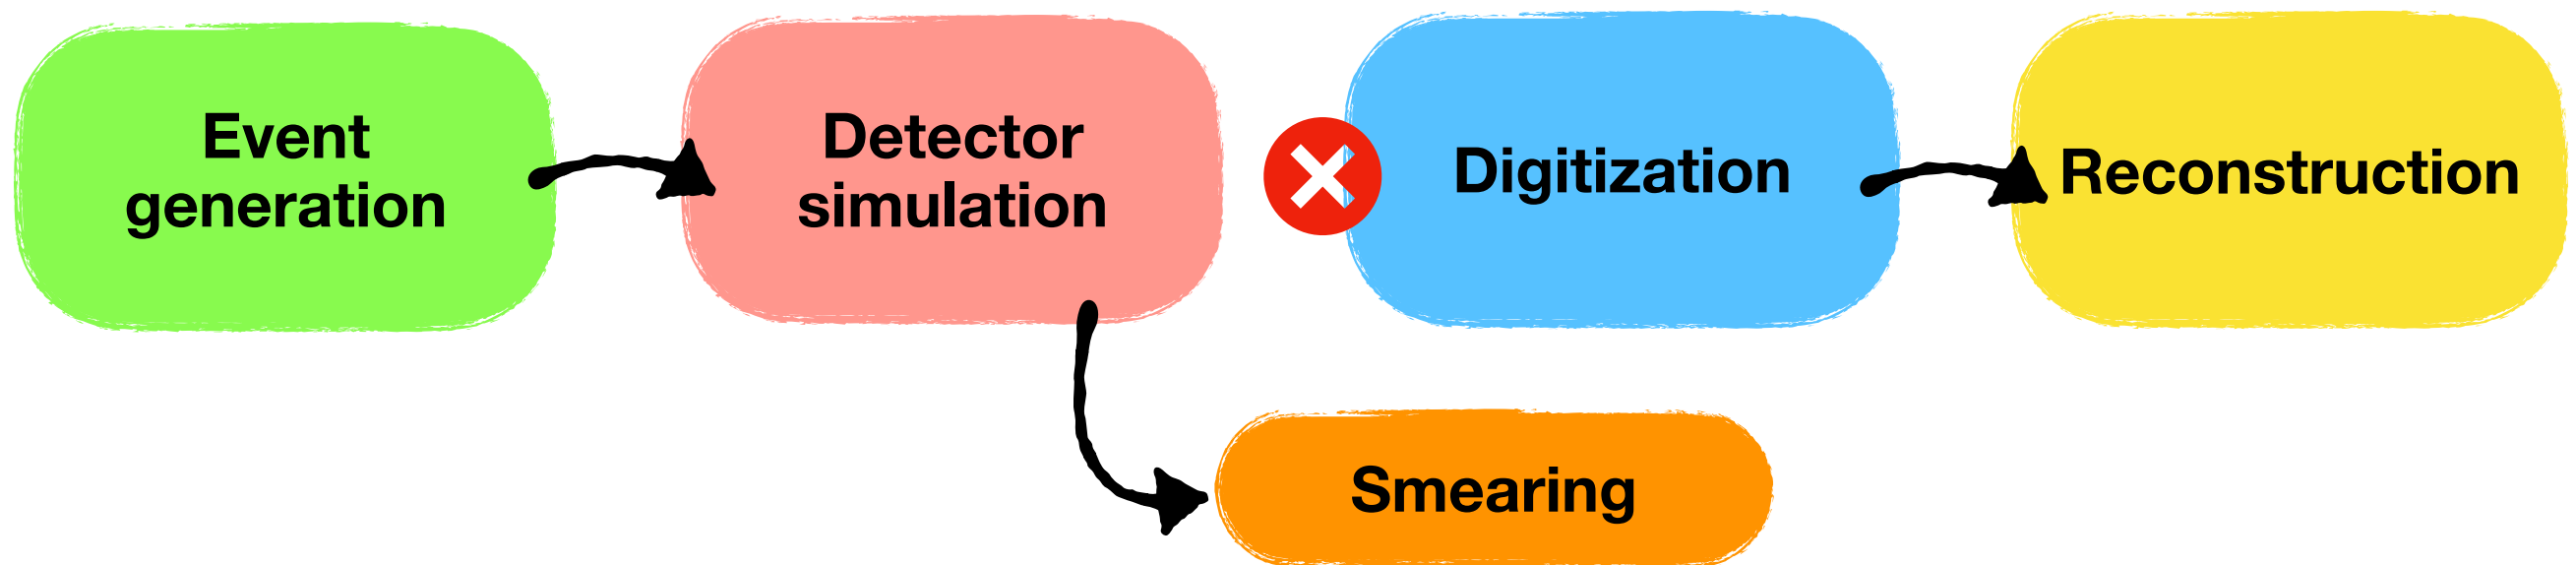 Event
generation
Detector
simulation
Digitization
Reconstruction
Smearing